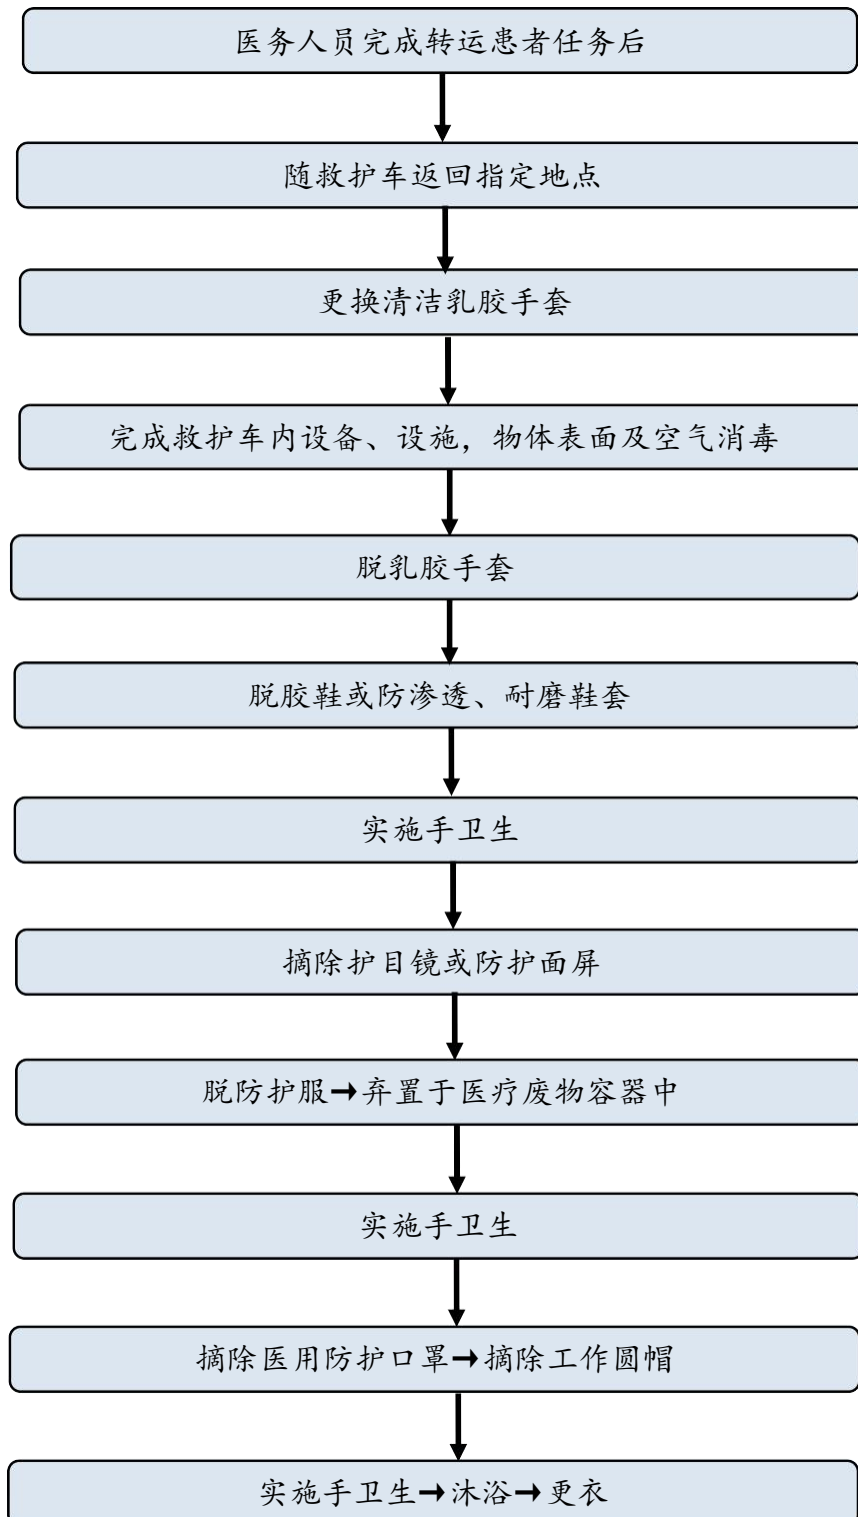 医务人员完成转运患者任务后
随救护车返回指定地点
更换清洁乳胶手套
完成救护车内设备、设施，物体表面及空气消毒
脱乳胶手套
脱胶鞋或防渗透、耐磨鞋套
实施手卫生
摘除护目镜或防护面屏
脱防护服→弃置于医疗废物容器中
实施手卫生
摘除医用防护口罩→摘除工作圆帽
实施手卫生→沐浴→更衣